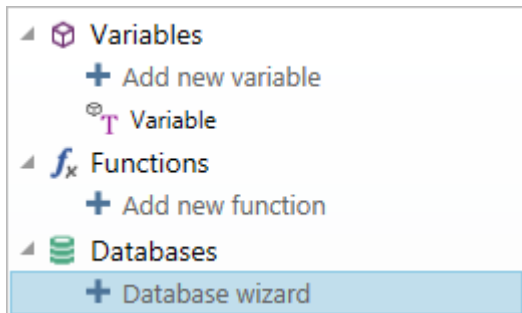 Variables
Add new variable
Variable
Functions
Add new function
Databases
Database wizard